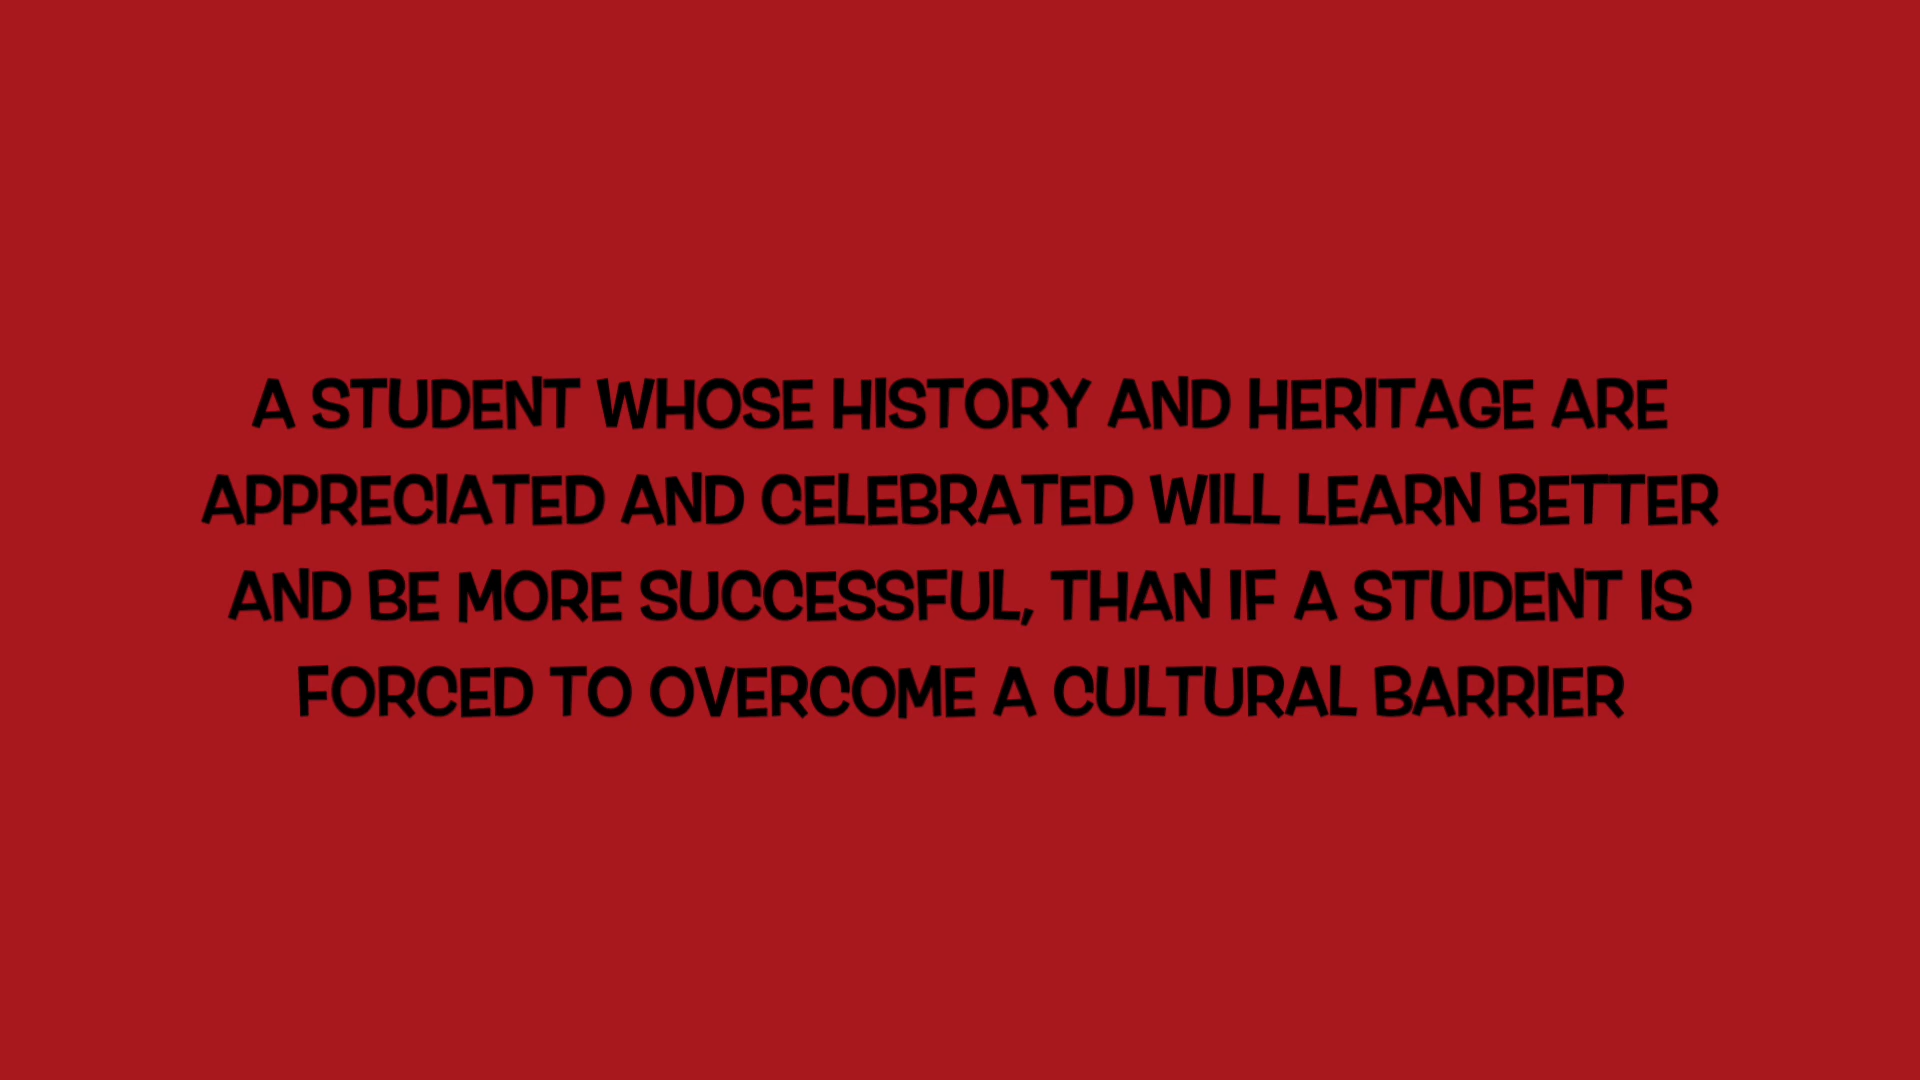 A STUDENT WHOSE HISTORY AND HERITAGE ARE
APPRECIATED AND CELEBRATED WILL LEARN BETTER
AND BE MORE SUCCESSFUL, THAN IF A STUDENT IS
FORCED TO OVERCOME A CULTURAL BARRIER